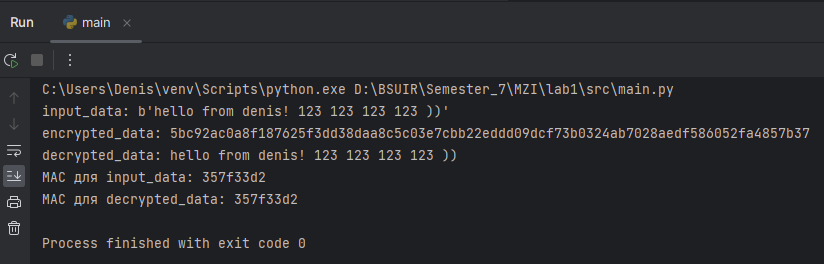 Run main
C:\Users\Denis\venv\Scripts\python.exe D:\BSUIR\Semester_7\MZI\lab1\src\main.py
input_data: b'hello from denis! 123 123 123 123 ))'
encrypted_data: 5bc92ac0a8f187625f3dd38daa8c5c03e7cbb22eddd09dcf73b0324ab7028aedf586052fa4857b37
decrypted_data: hello from denis! 123 123 123 123 ))
MAC для input_data: 357f33d2
MAC для decrypted_data: 357f33d2
Process finished with exit code 0